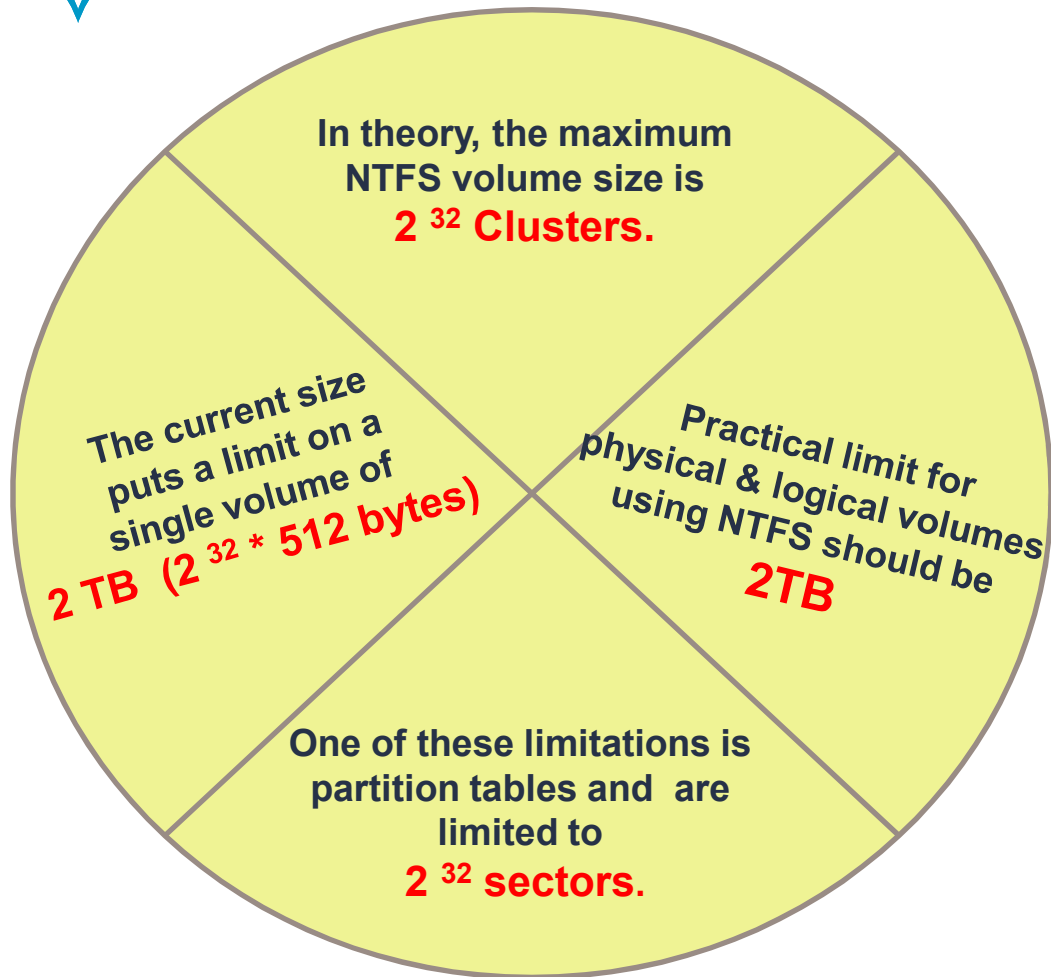 In theory, the maximum
NTFS volume size is
2 ³² Clusters.
The current size
puts a limit on a
single volume of
2 TB (2 ³² * 512 bytes)
Practical limit for
physical & logical volumes
using NTFS should be
2TB
One of these limitations is
partition tables and are
limited to
2 ³² sectors.